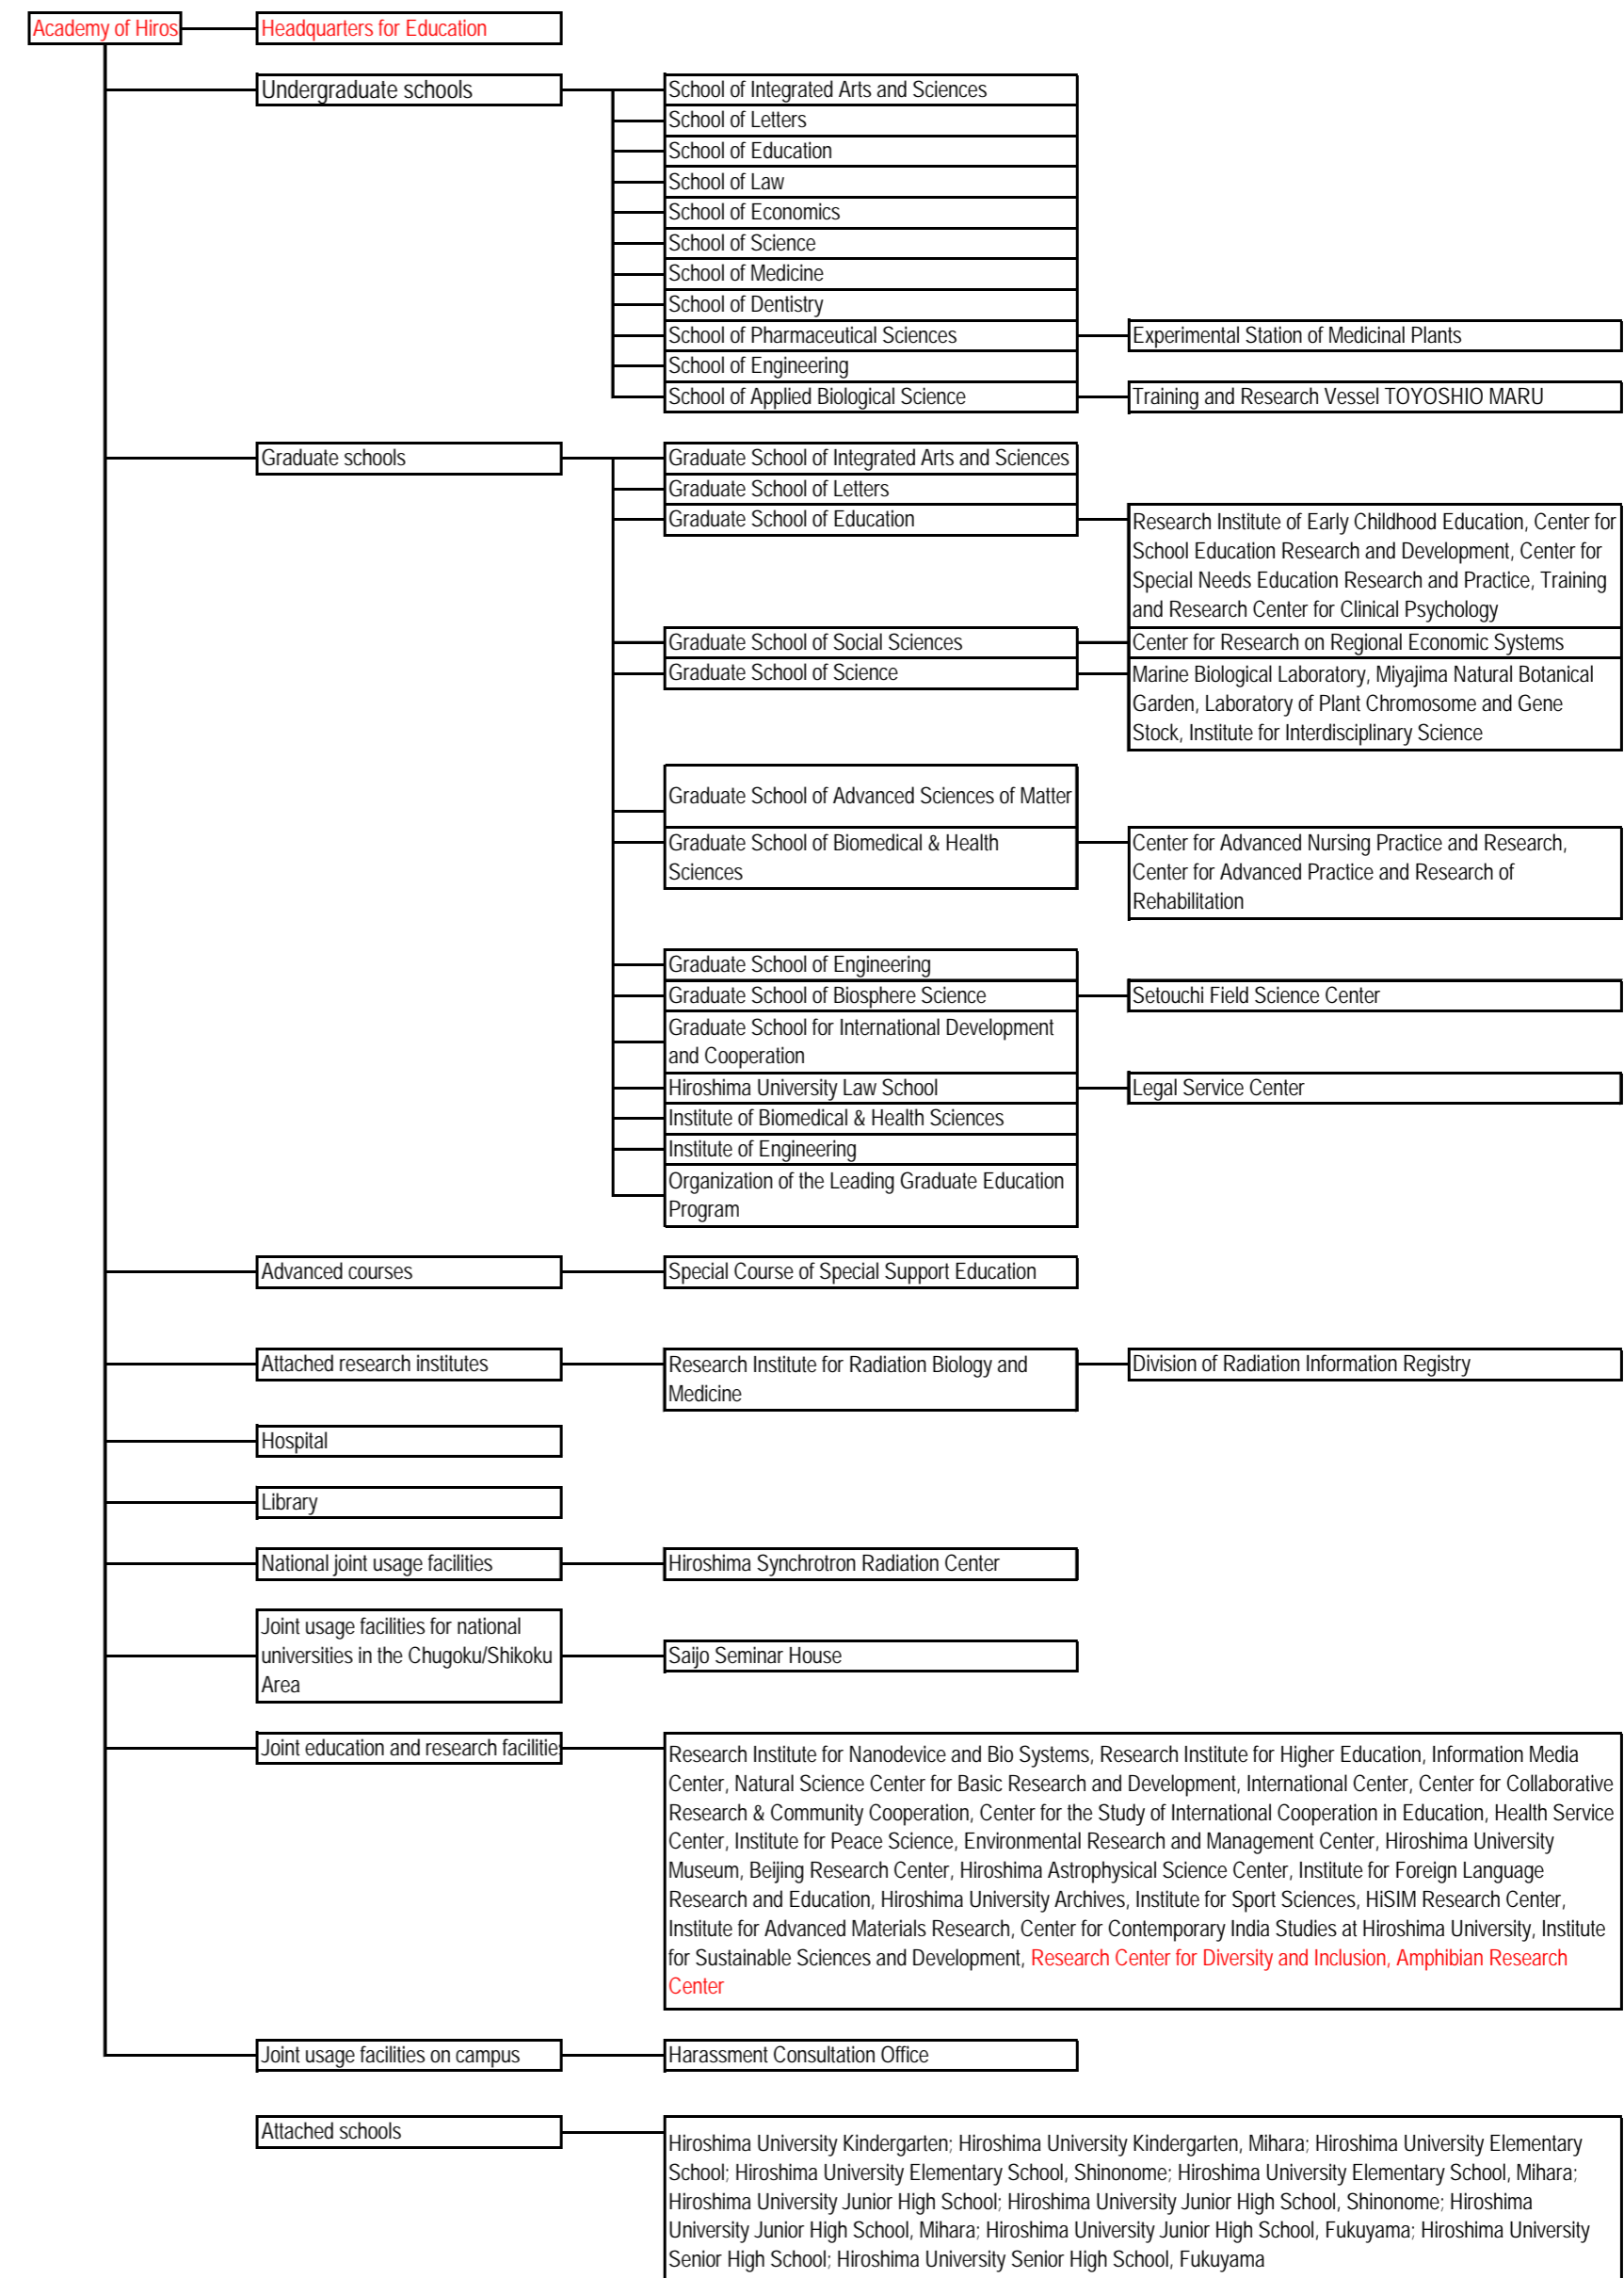 Academy of Hiros
Headquarters for Education
Undergraduate schools
School of Integrated Arts and Sciences
School of Letters
School of Education
School of Law
School of Economics
School of Science
School of Medicine
School of Dentistry
School of Pharmaceutical Sciences
Experimental Station of Medicinal Plants
School of Engineering
School of Applied Biological Science
Training and Research Vessel TOYOSHIO MARU
Graduate schools
Graduate School of Integrated Arts and Sciences
Graduate School of Letters
Graduate School of Education
Research Institute of Early Childhood Education, Center for
School Education Research and Development, Center for
Special Needs Education Research and Practice, Training
and Research Center for Clinical Psychology
Graduate School of Social Sciences
Center for Research on Regional Economic Systems
Graduate School of Science
Marine Biological Laboratory, Miyajima Natural Botanical
Garden, Laboratory of Plant Chromosome and Gene
Stock, Institute for Interdisciplinary Science
Graduate School of Advanced Sciences of Matter
Graduate School of Biomedical & Health
Sciences
Center for Advanced Nursing Practice and Research,
Center for Advanced Practice and Research of
Rehabilitation
Graduate School of Engineering
Graduate School of Biosphere Science
Setouchi Field Science Center
Graduate School for International Development
and Cooperation
Hiroshima University Law School
Legal Service Center
Institute of Biomedical & Health Sciences
Institute of Engineering
Organization of the Leading Graduate Education
Program
Advanced courses
Special Course of Special Support Education
Attached research institutes
Research Institute for Radiation Biology and
Medicine
Division of Radiation Information Registry
Hospital
Library
National joint usage facilities
Hiroshima Synchrotron Radiation Center
Joint usage facilities for national
universities in the Chugoku/Shikoku
Area
Saijo Seminar House
Joint education and research facilities
Research Institute for Nanodevice and Bio Systems, Research Institute for Higher Education, Information Media
Center, Natural Science Center for Basic Research and Development, International Center, Center for Collaborative
Research & Community Cooperation, Center for the Study of International Cooperation in Education, Health Service
Center, Institute for Peace Science, Environmental Research and Management Center, Hiroshima University
Museum, Beijing Research Center, Hiroshima Astrophysical Science Center, Institute for Foreign Language
Research and Education, Hiroshima University Archives, Institute for Sport Sciences, HiSIM Research Center,
Institute for Advanced Materials Research, Center for Contemporary India Studies at Hiroshima University, Institute
for Sustainable Sciences and Development, Research Center for Diversity and Inclusion, Amphibian Research
Center
Joint usage facilities on campus
Harassment Consultation Office
Attached schools
Hiroshima University Kindergarten; Hiroshima University Kindergarten, Mihara; Hiroshima University Elementary
School; Hiroshima University Elementary School, Shinonome; Hiroshima University Elementary School, Mihara;
Hiroshima University Junior High School; Hiroshima University Junior High School, Shinonome; Hiroshima
University Junior High School, Mihara; Hiroshima University Junior High School, Fukuyama; Hiroshima University
Senior High School; Hiroshima University Senior High School, Fukuyama